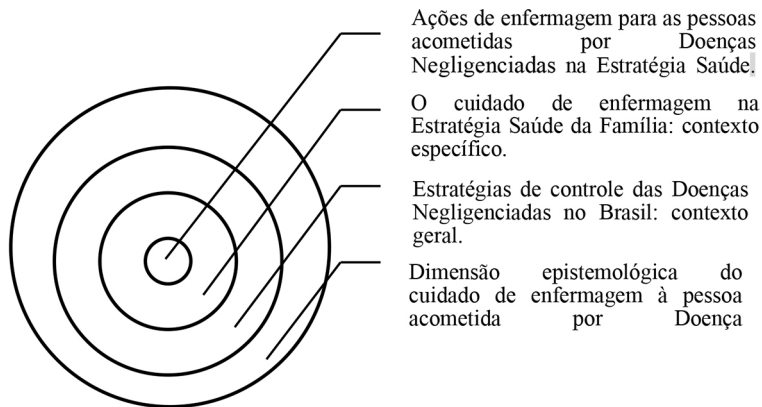 Ações de enfermagem para as pessoas
acometidas por Doenças
Negligenciadas na Estratégia Saúde.
O cuidado de enfermagem na
Estratégia Saúde da Família: contexto
específico.
Estratégias de controle das Doenças
Negligenciadas no Brasil: contexto
geral.
Dimensão epistemológica do
cuidado de enfermagem à pessoa
acometida por Doença